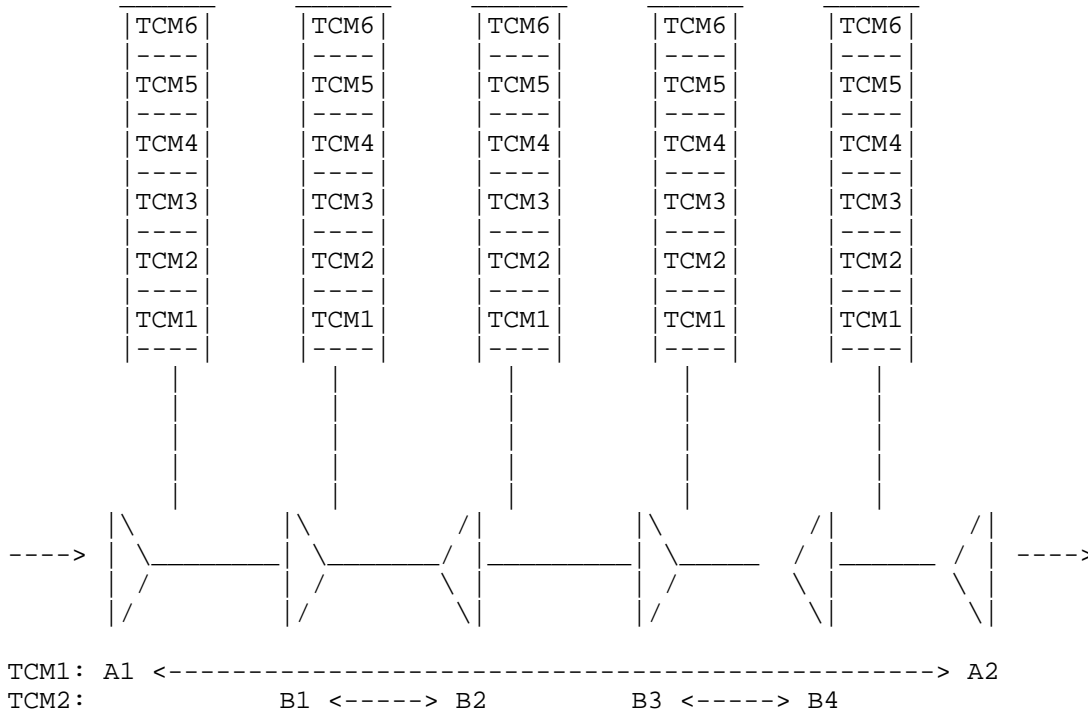 TCM6 TCM6 TCM6 TCM6 TCM6
TCM5 TCM5 TCM5 TCM5 TCM5
TCM4 TCM4 TCM4 TCM4 TCM4
TCM3 TCM3 TCM3 TCM3 TCM3
TCM2 TCM2 TCM2 TCM2 TCM2
TCM1 TCM1 TCM1 TCM1 TCM1
TCM1: A1 <------------------------------------------------> A2
TCM2: B1 <-----> B2 B3 <-----> B4